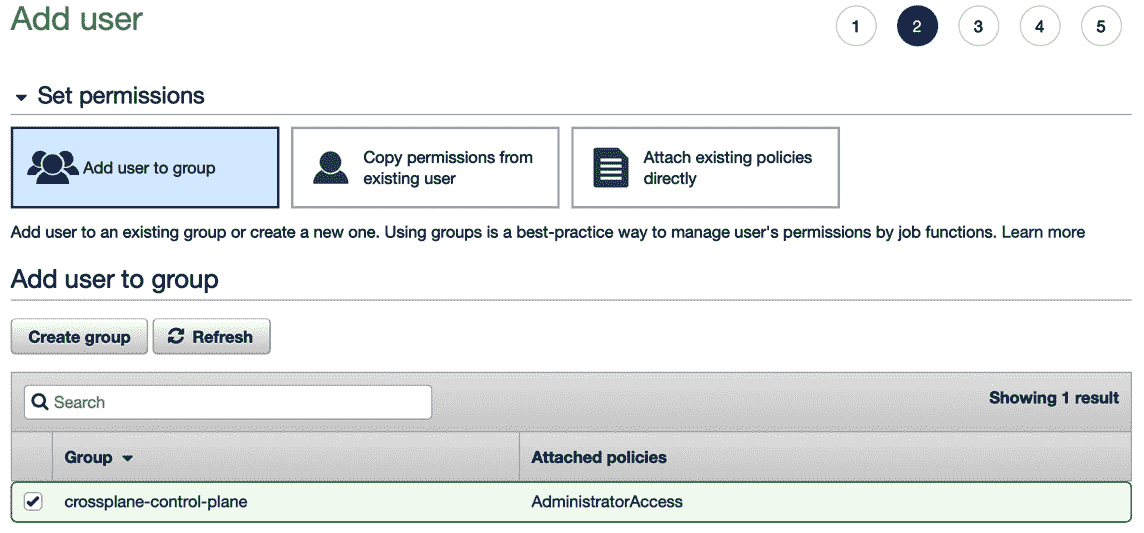 Add user
1 2 3 4 5
Set permissions
Add user to group
Copy permissions from
existing user
Attach existing policies
directly
Add user to an existing group or create a new one. Using groups is a best-practice way to manage user's permissions by job functions. Learn more
Add user to group
Create group Refresh
Search
Showing 1 result
Group Attached policies
crossplane-control-plane AdministratorAccess